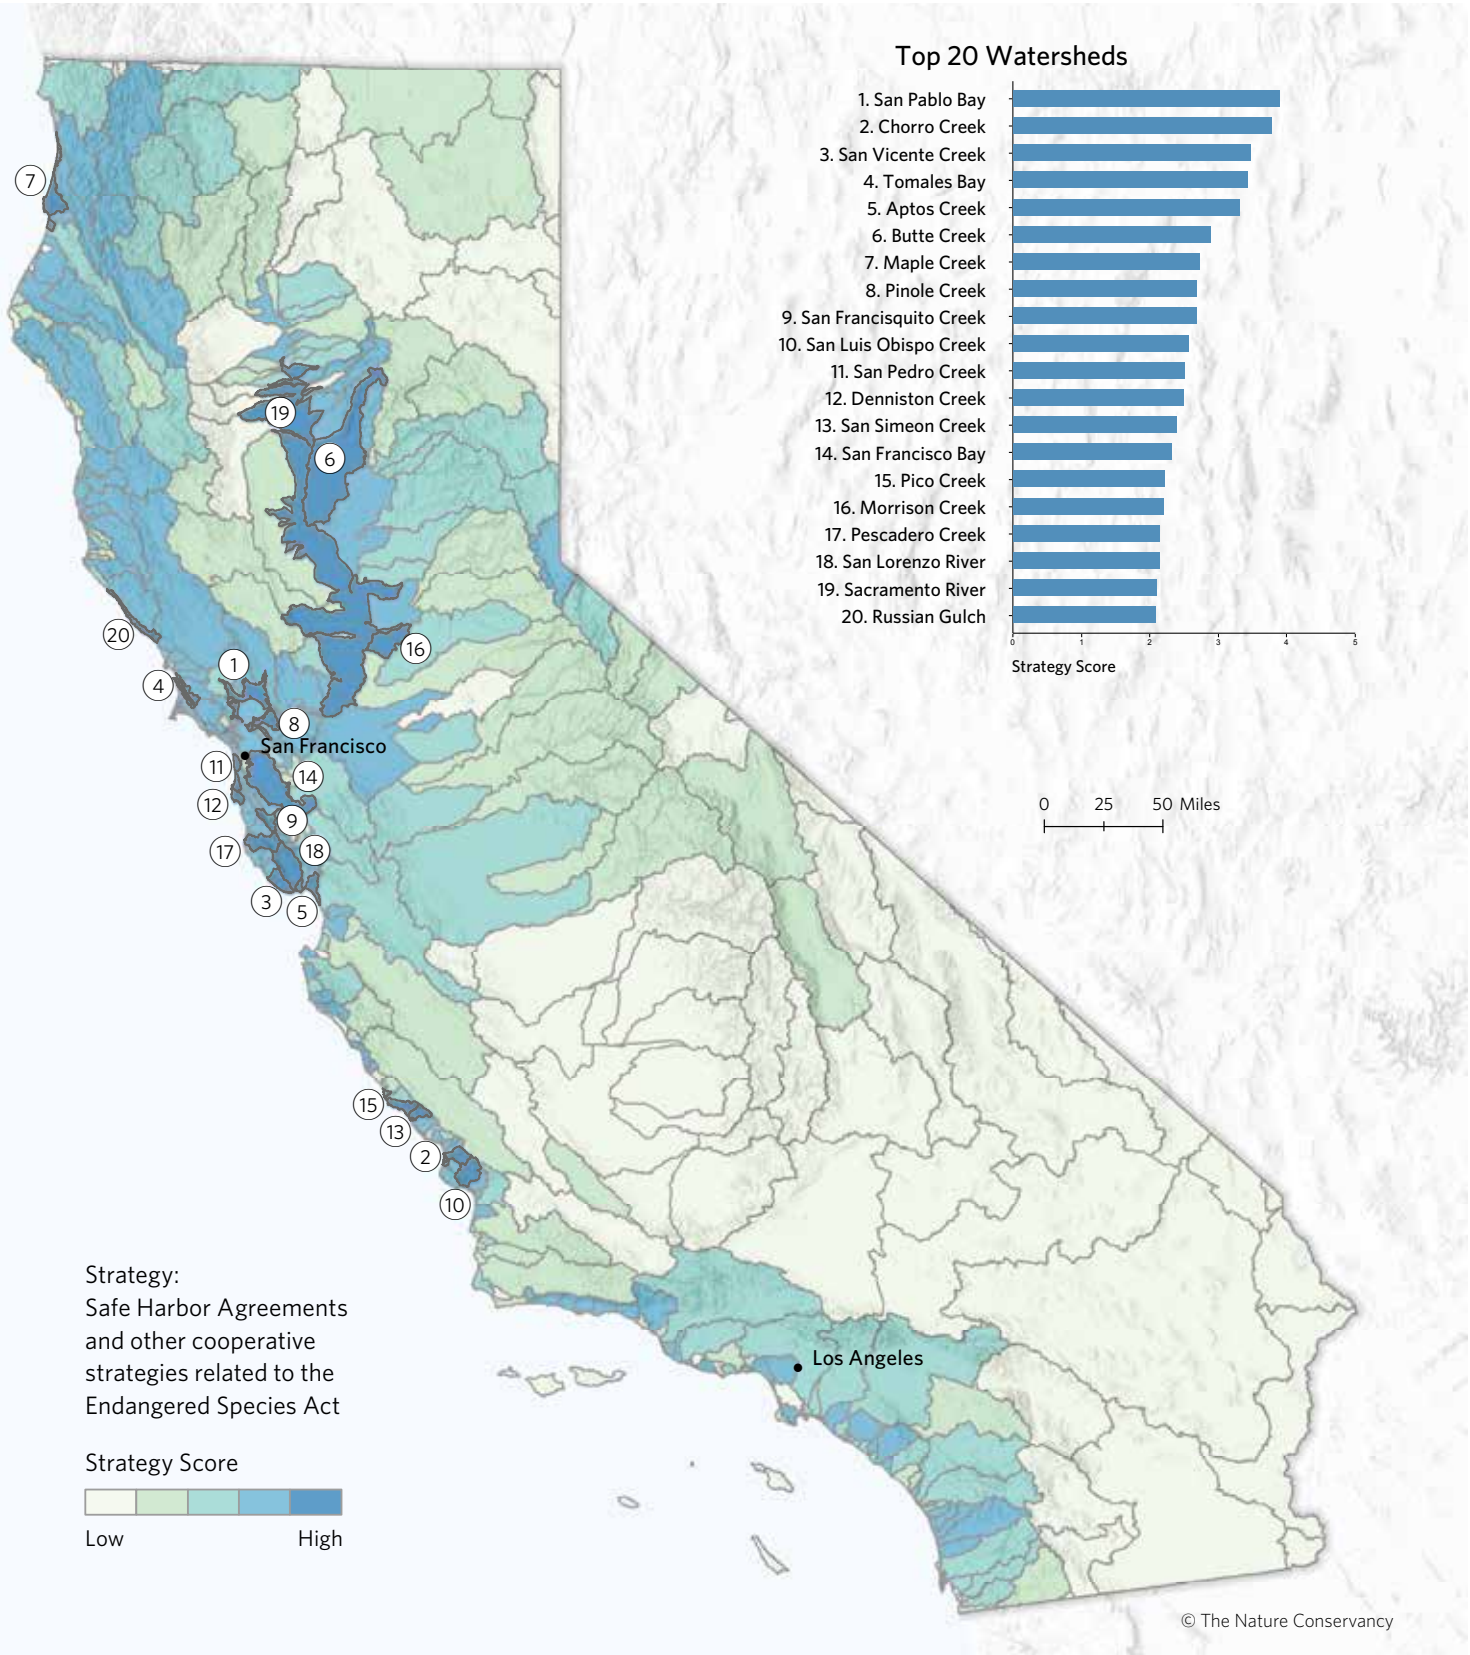 Top 20 Watersheds
1. San Pablo Bay
2. Chorro Creek
3. San Vicente Creek
4. Tomales Bay
5. Aptos Creek
6. Butte Creek
7. Maple Creek
8. Pinole Creek
9. San Francisquito Creek
10. San Luis Obispo Creek
11. San Pedro Creek
12. Denniston Creek
13. San Simeon Creek
14. San Francisco Bay
15. Pico Creek
16. Morrison Creek
17. Pescadero Creek
18. San Lorenzo River
19. Sacramento River
20. Russian Gulch
0 1 2 3 4 5
Strategy Score
0 25 50 Miles
7
19
6
20
16
1
4
8
San Francisco
11
14
12
9
17
18
3
5
15
13
2
10
Los Angeles
Strategy:
Safe Harbor Agreements
and other cooperative
strategies related to the
Endangered Species Act
Strategy Score
Low High
© The Nature Conservancy